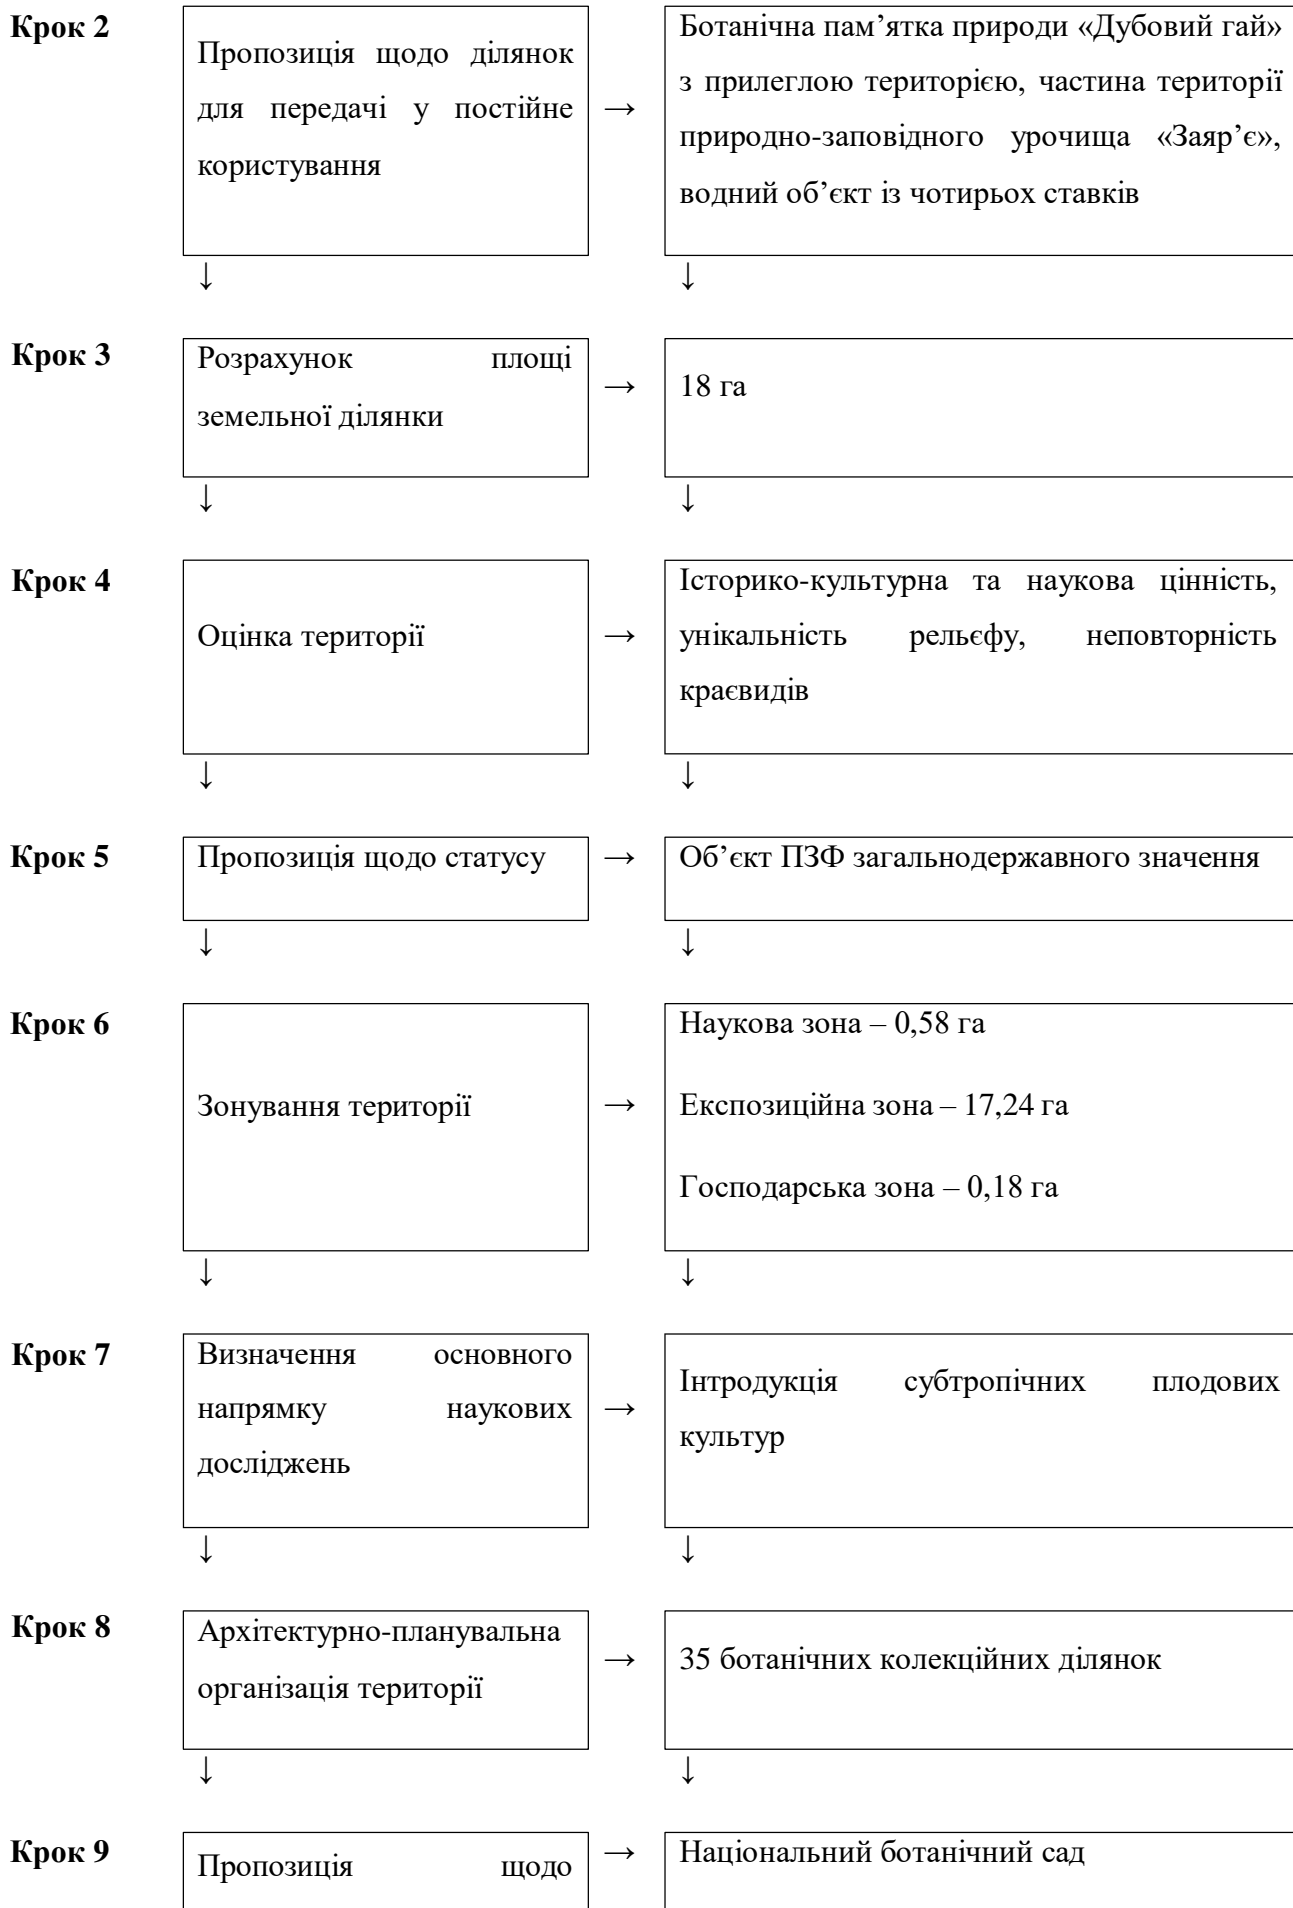 Крок 2
Пропозиція щодо ділянок
для передачі у постійне
користування
→
Ботанічна пам’ятка природи «Дубовий гай»
з прилеглою територією, частина території
природно-заповідного урочища «Заяр’є»,
водний об’єкт із чотирьох ставків
↓ ↓
Крок 3
Розрахунок площі
земельної ділянки
→
18 га
↓ ↓
Крок 4
Оцінка території
→
Історико-культурна та наукова цінність,
унікальність рельєфу, неповторність
краєвидів
↓ ↓
Крок 5
Пропозиція щодо статусу
→
Об’єкт ПЗФ загальнодержавного значення
↓ ↓
Крок 6
Зонування території
→
Наукова зона – 0,58 га
Експозиційна зона – 17,24 га
Господарська зона – 0,18 га
↓ ↓
Крок 7
Визначення основного
напрямку наукових
досліджень
→
Інтродукція субтропічних плодових
культур
↓ ↓
Крок 8
Архітектурно-планувальна
організація території
→
35 ботанічних колекційних ділянок
↓ ↓
Крок 9
Пропозиція щодо
→
Національний ботанічний сад